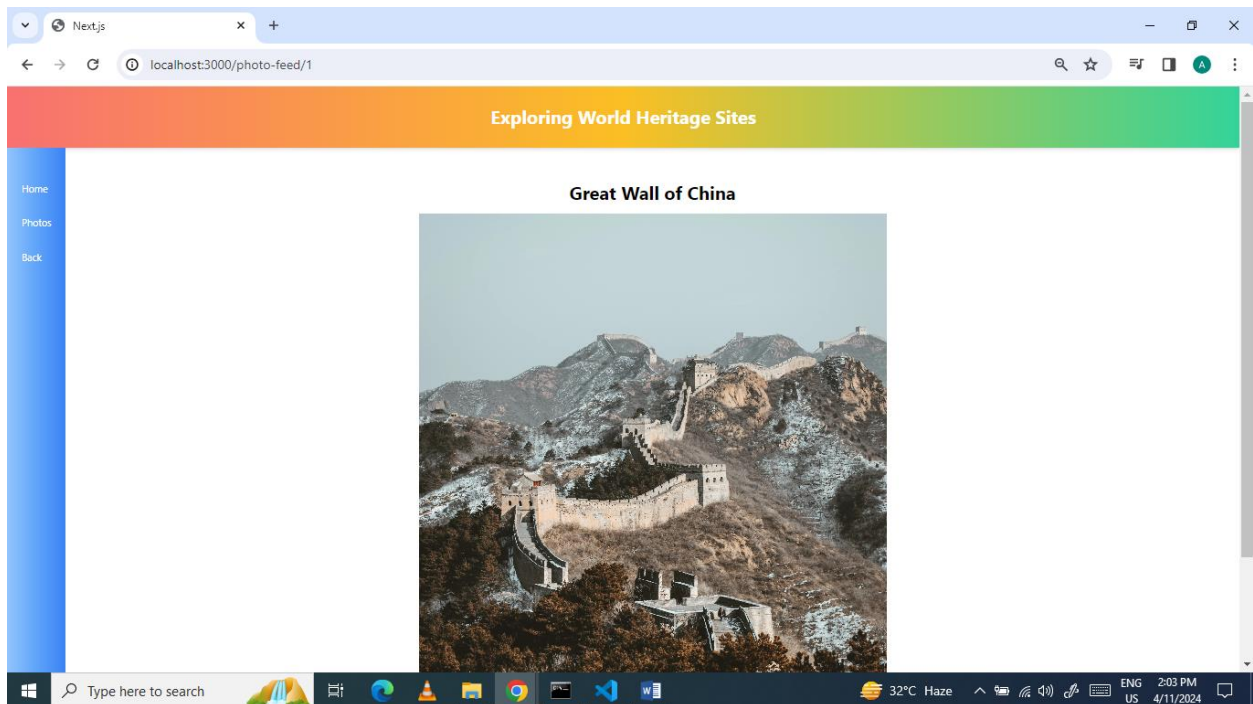 Next.js
localhost:3000/photo-feed/1
A
Exploring World Heritage Sites
Home
Great Wall of China
Photos
Back
Type here to search
32°C Haze
ENG
US
2:03 PM
4/11/2024